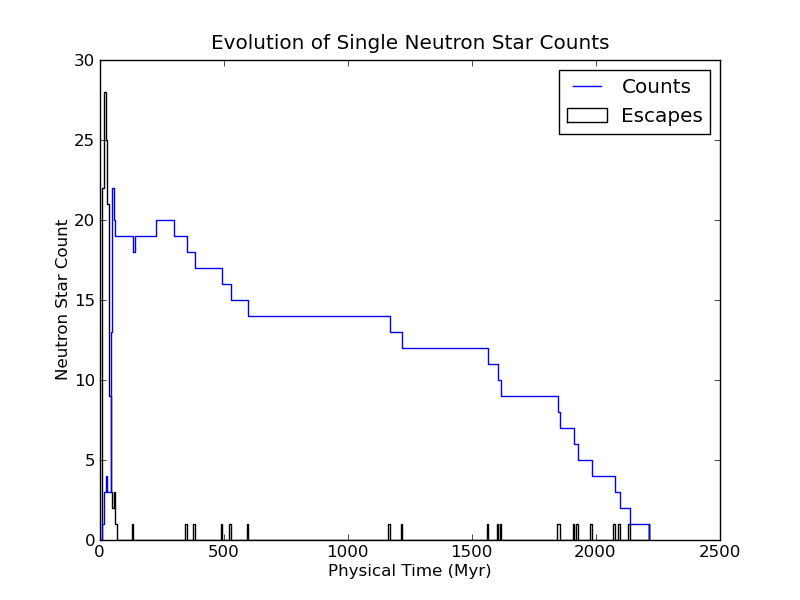 Evolution of Single Neutron Star Counts
30
25
20
15
10
5
0
Neutron Star Count
Counts
Escapes
0 500 1000 1500 2000 2500
Physical Time (Myr)